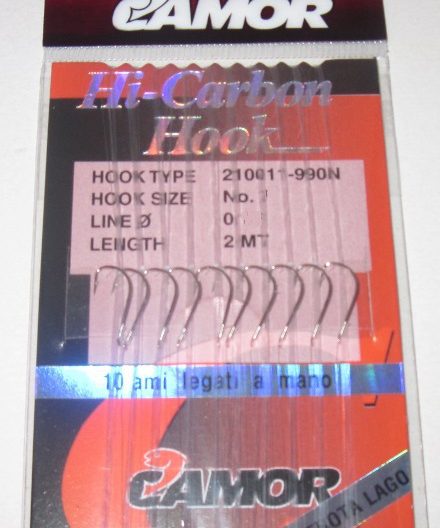 CAMOR
Hi-Carbon
Hook
HOOK TYPE 210011-990N
HOOK SIZE No.
LINE Ø
LENGTH 2 MT
10 ami legati a mano
CAMOR
LAGO